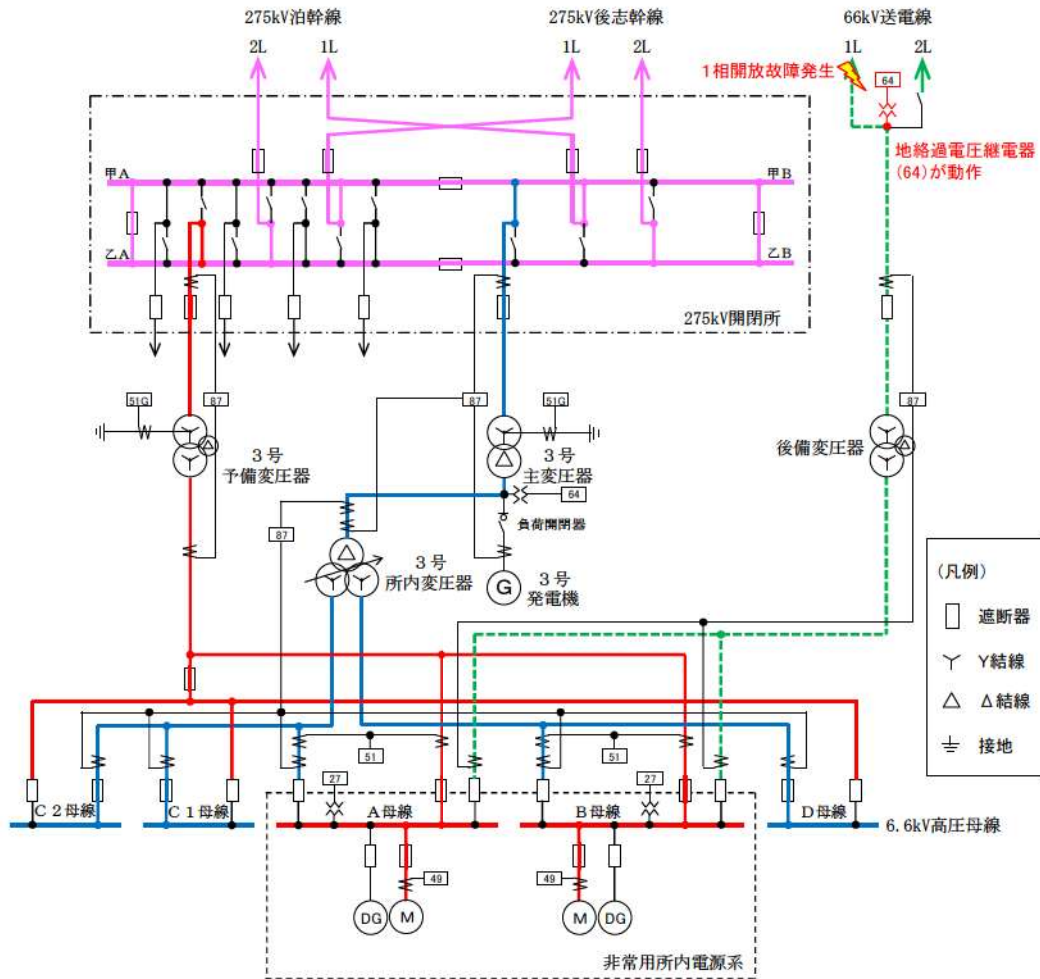 275kV泊幹線
275kV後志幹線
66kV送電線
2L
1L
1L
2L
1L
2L
1相開放故障発生
64
地絡過電圧継電器
(64)が動作
甲A
甲B
乙A
乙B
275kV開閉所
51G
87
87
51G
87
3号
予備変圧器
3号
主変圧器
後備変圧器
64
負荷開閉器
87
3号
所内変圧器
G
3号
発電機
(凡例)
遮断器
Y結線
Δ結線
接地
51
51
27
27
C2母線
C1母線
A母線
B母線
D母線
6.6kV高圧母線
49
49
DG
M
M
DG
非常用所内電源系